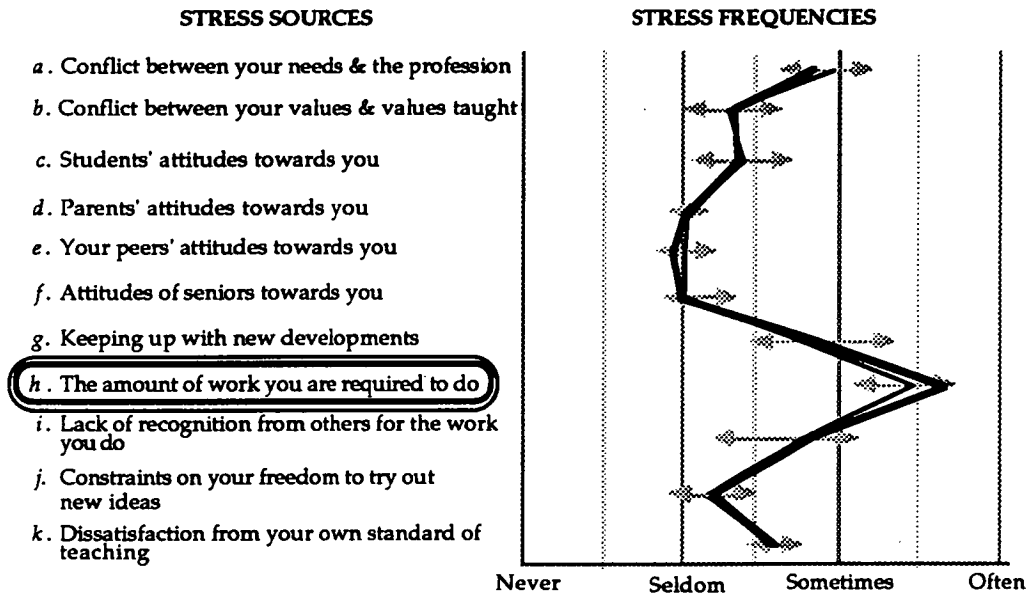 STRESS SOURCES
STRESS FREQUENCIES
a. Conflict between your needs & the profession
b. Conflict between your values & values taught
c. Students' attitudes towards you
d. Parents' attitudes towards you
e. Your peers' attitudes towards you
f. Attitudes of seniors towards you
g. Keeping up with new developments
h. The amount of work you are required to do
i. Lack of recognition from others for the work
you do
j. Constraints on your freedom to try out
new ideas
k. Dissatisfaction from your own standard of
teaching
Never Seldom Sometimes Often